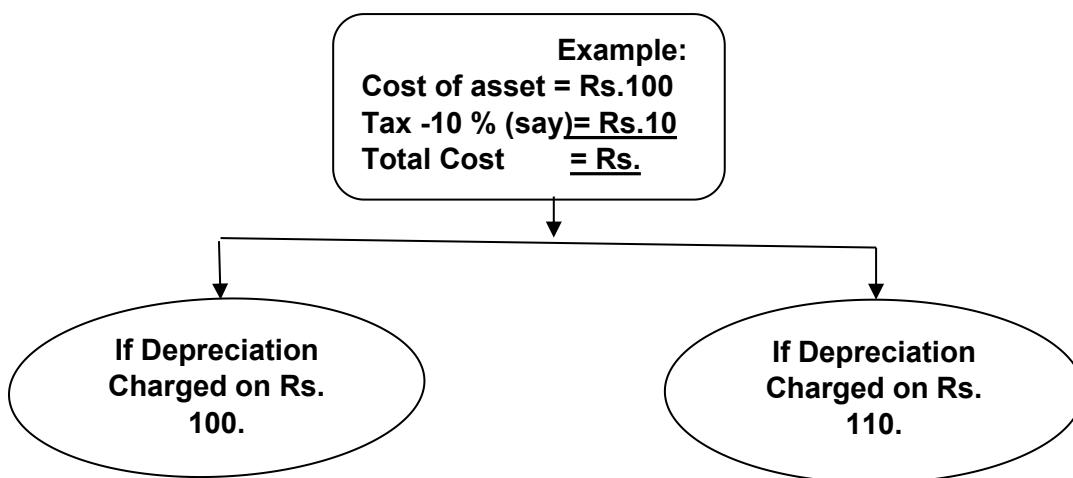 Example:
Cost of asset = Rs.100
Tax -10 % (say)= Rs.10
Total Cost = Rs.
If Depreciation
Charged on Rs.
100.
If Depreciation
Charged on Rs.
110.